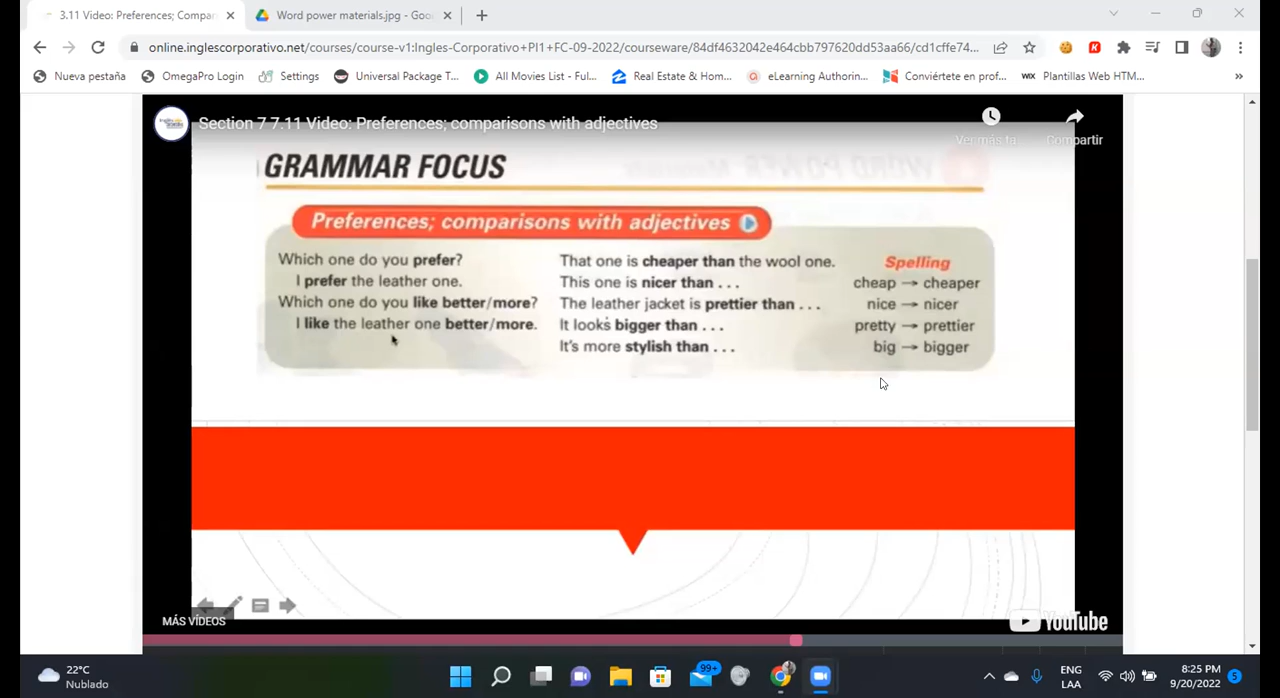 3.11 Video: Preferences; Compar
Word power materials.jpg - Goo
online.inglescorporativo.net/courses/course-v1:Ingles-Corporativo+PI1+FC-09-2022/courseware/84df4632042e464cbb797620dd53aa66/cd1cffe74...
Nueva pestaña
OmegaPro Login
Settings
Universal Package T...
All Movies List - Ful...
Real Estate & Hom...
eLearning Authorin...
Conviértete en prof...
WIX Plantillas Web HTM...
»
Section 7 7.11 Video: Preferences; comparisons with adjectives
Ver más ta...
Compartir
GRAMMAR FOCUS
Preferences; comparisons with adjectives
Which one do you prefer?
I prefer the leather one.
Which one do you like better/more?
I like the leather one better/more.
That one is cheaper than the wool one.
This one is nicer than . . .
The leather jacket is prettier than . . .
It looks bigger than . . .
It's more stylish than . . .
Spelling
cheap → cheaper
nice → nicer
pretty → prettier
big → bigger
MÁS VÍDEOS
YouTube
22°C
Nublado
99+
ENG
LAA
8:25 PM
9/20/2022
5